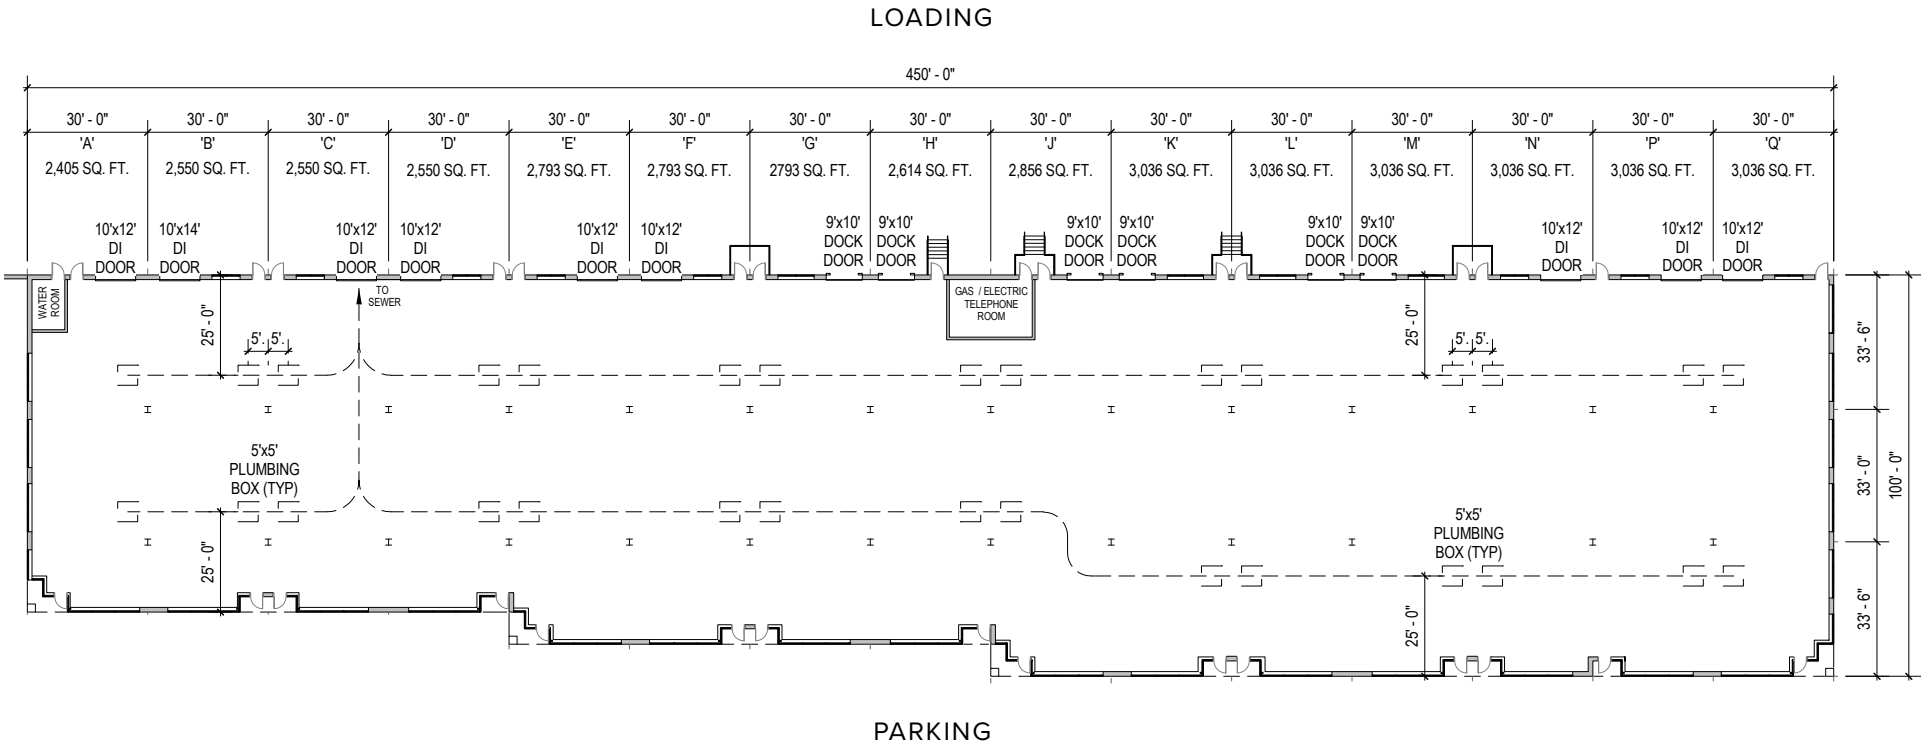 LOADING
450' - 0"
30' - 0" 30' - 0" 30' - 0" 30' - 0" 30' - 0" 30' - 0" 30' - 0" 30' - 0" 30' - 0" 30' - 0" 30' - 0" 30' - 0" 30' - 0" 30' - 0" 30' - 0"
'A' 'B' 'C' 'D' 'E' 'F' 'G' 'H' 'J' 'K' 'L' 'M' 'N' 'P' 'Q'
2,405 SQ. FT. 2,550 SQ. FT. 2,550 SQ. FT. 2,550 SQ. FT. 2,793 SQ. FT. 2,793 SQ. FT. 2793 SQ. FT. 2,614 SQ. FT. 2,856 SQ. FT. 3,036 SQ. FT. 3,036 SQ. FT. 3,036 SQ. FT. 3,036 SQ. FT. 3,036 SQ. FT. 3,036 SQ. FT.
10'x12'
DI
DOOR
10'x14'
DI
DOOR
10'x12'
DI
DOOR
10'x12'
DI
DOOR
10'x12'
DI
DOOR
10'x12'
DI
DOOR
9'x10'
DOCK
DOOR
9'x10'
DOCK
DOOR
9'x10'
DOCK
DOOR
9'x10'
DOCK
DOOR
9'x10'
DOCK
DOOR
9'x10'
DOCK
DOOR
10'x12'
DI
DOOR
10'x12'
DI
DOOR
10'x12'
DI
DOOR
WATER
ROOM
TO
SEWER
GAS / ELECTRIC
TELEPHONE
ROOM
25' - 0"
5'. 5'.
25' - 0"
5'. 5'.
33' - 6"
5'x5'
PLUMBING
BOX (TYP)
33' - 0"
100' - 0"
5'x5'
PLUMBING
BOX (TYP)
25' - 0"
25' - 0"
33' - 6"
PARKING